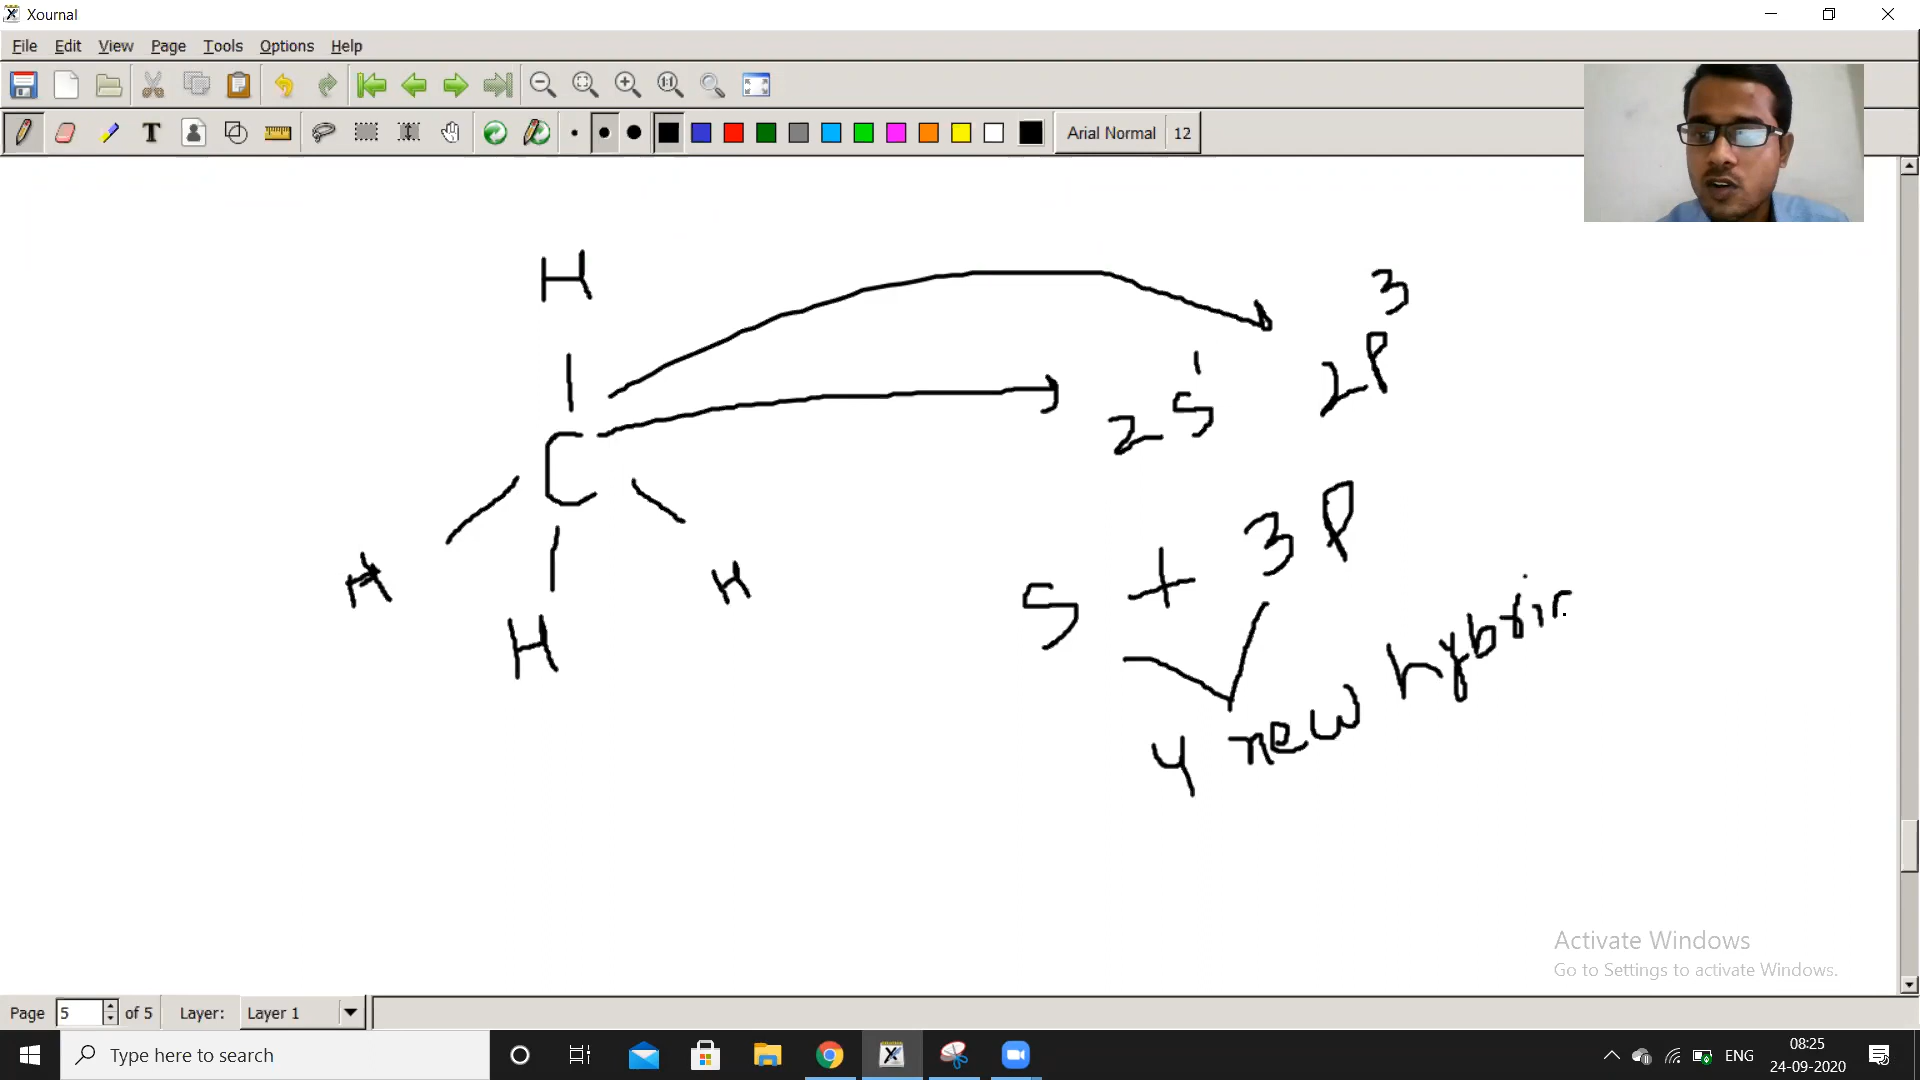 Xournal
File Edit View Page Tools Options Help
Arial Normal 12
H
3
2P
1
2S
C
3P
S +
H H
H
4 new hybri
Activate Windows
Go to Settings to activate Windows.
Page 5 of 5 Layer: Layer 1
Type here to search
ENG
08:25
24-09-2020